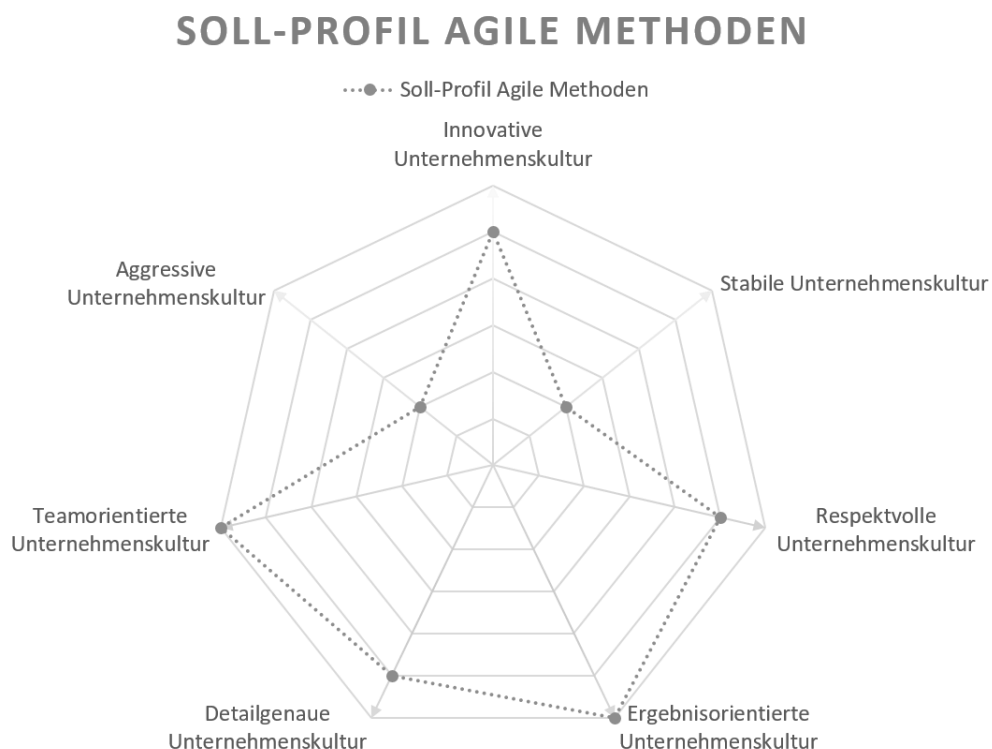 SOLL-PROFIL AGILE METHODEN
Soll-Profil Agile Methoden
Innovative
Unternehmenskultur
Aggressive
Unternehmenskultur
Stabile Unternehmenskultur
Teamorientierte
Unternehmenskultur
Respektvolle
Unternehmenskultur
Detailgenaue
Unternehmenskultur
Ergebnisorientierte
Unternehmenskultur